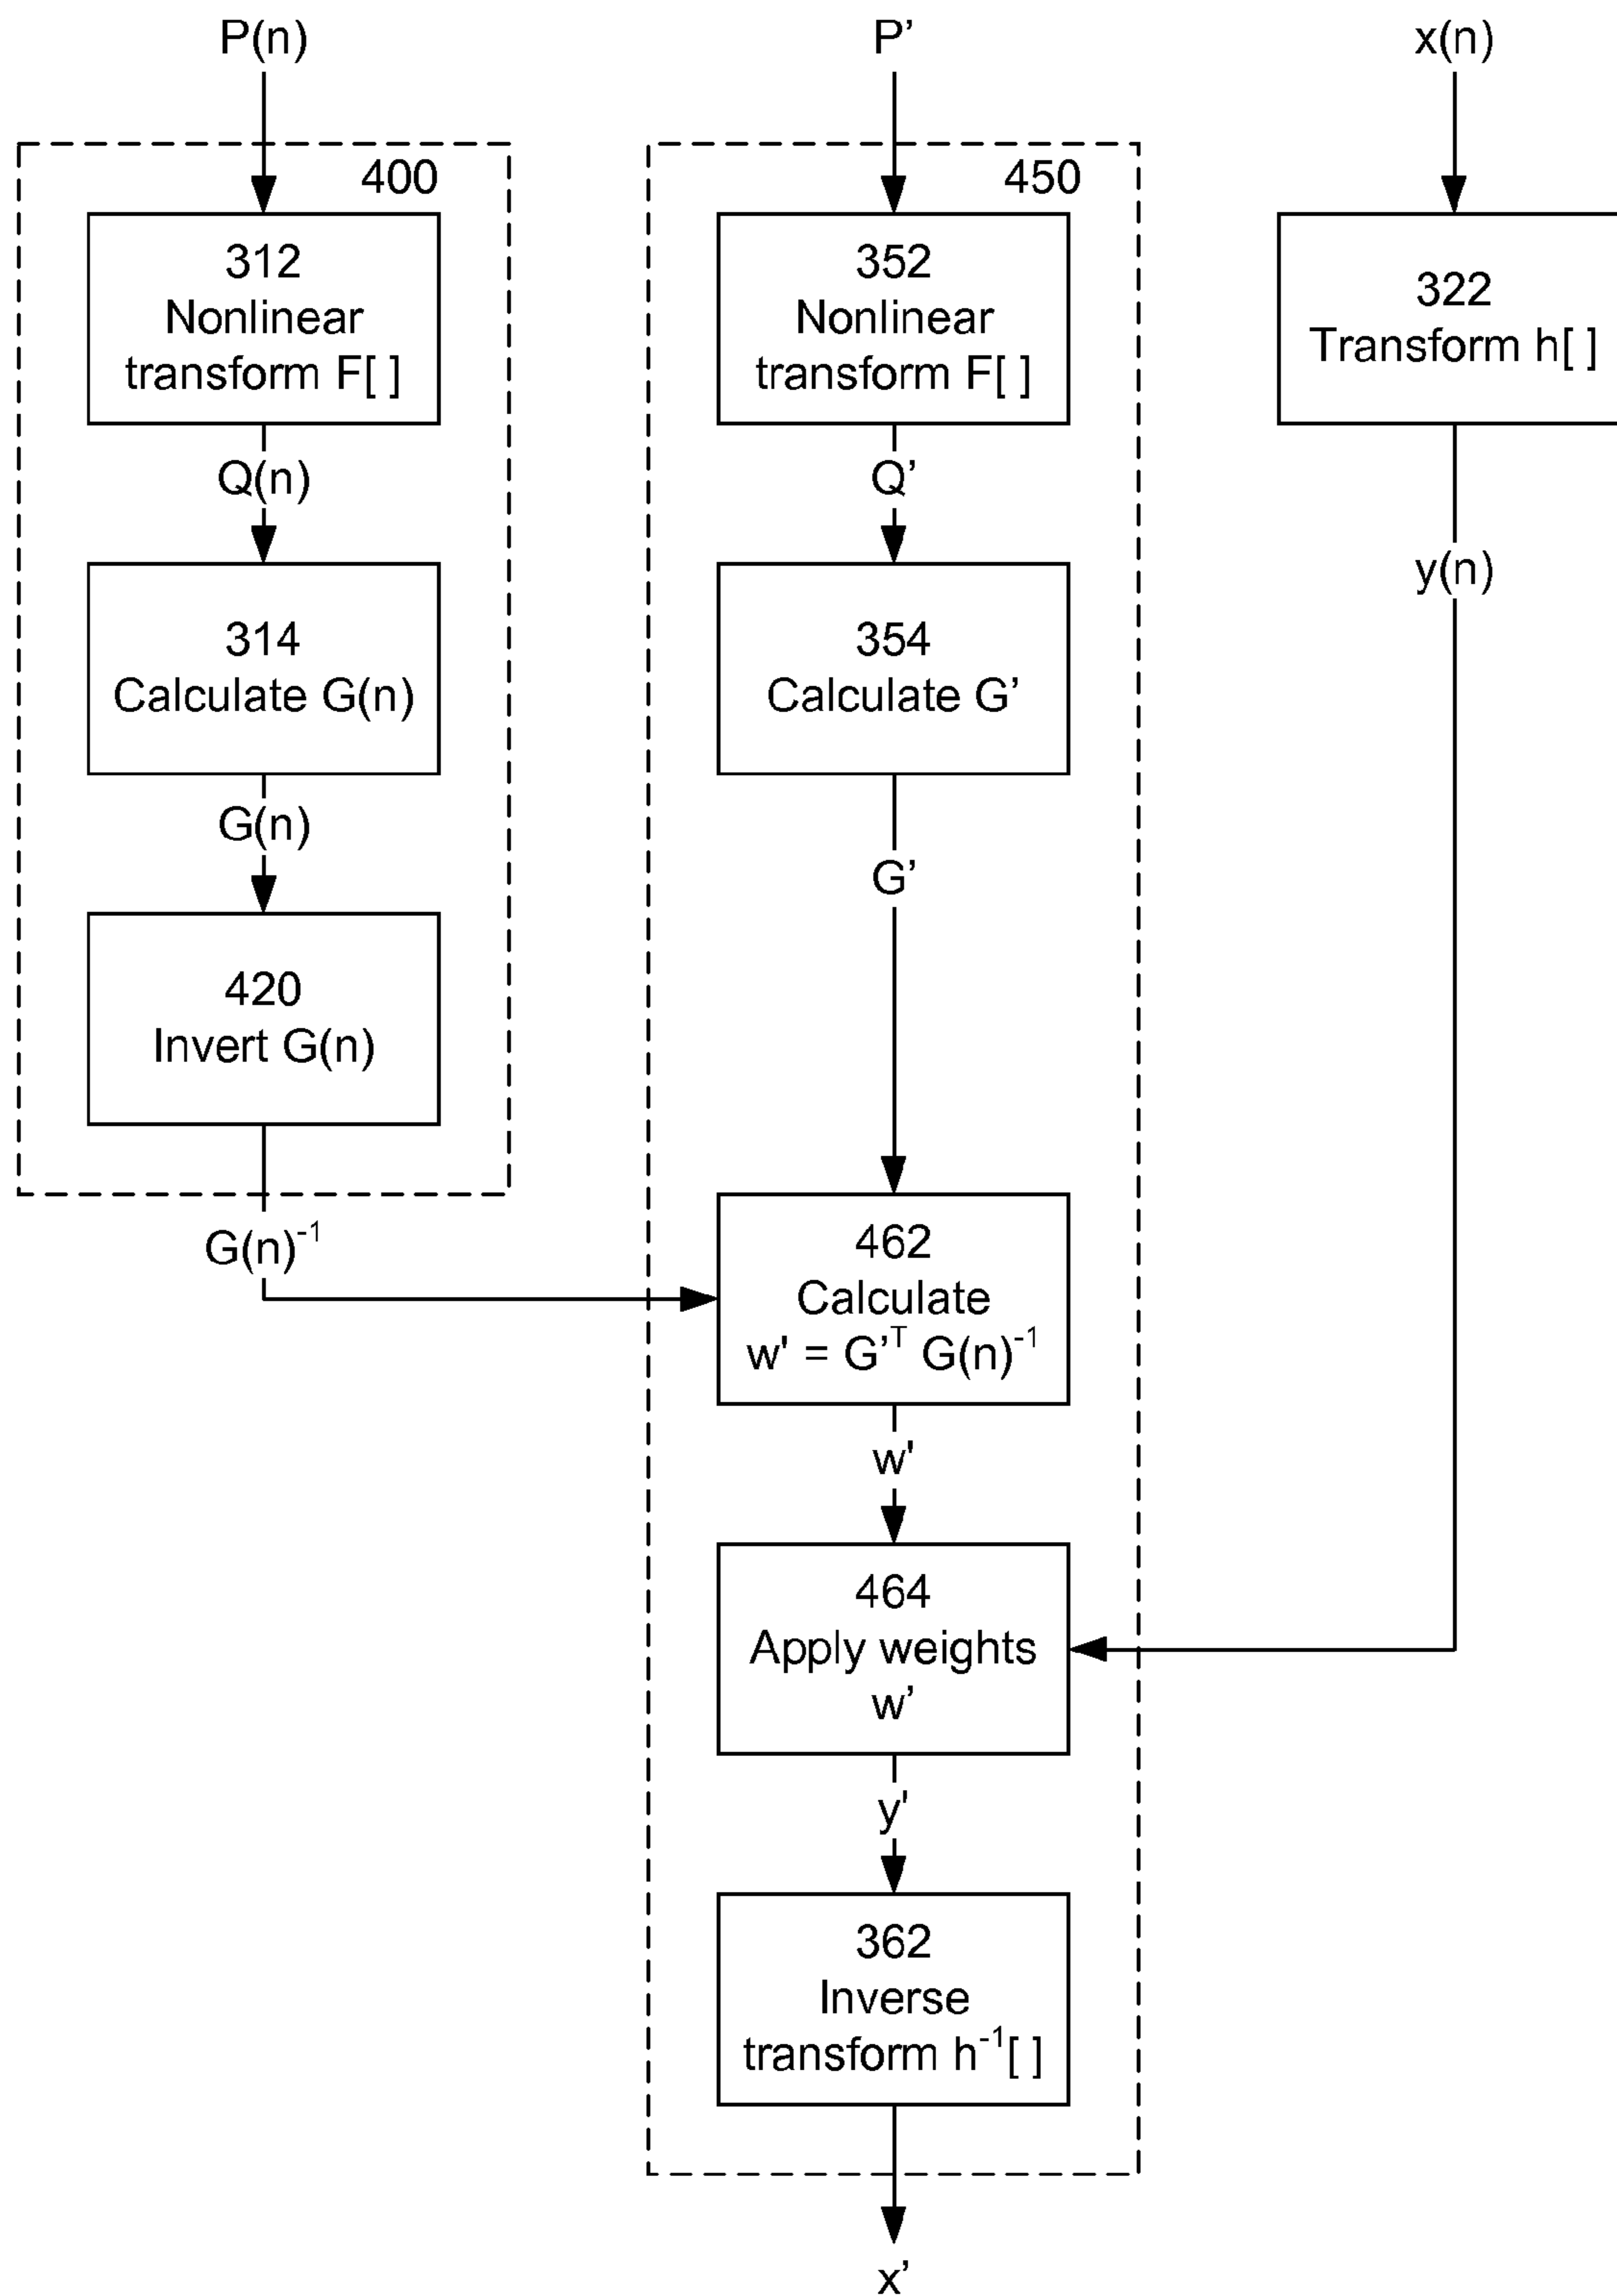 P(n)
P’
x(n)
400
312
Nonlinear
transform F[ ]
Q(n)
314
Calculate G(n)
G(n)
420
Invert G(n)
G(n)⁻¹
450
352
Nonlinear
transform F[ ]
Q’
354
Calculate G’
G’
462
Calculate
w' = G’ᵀ G(n)⁻¹
w'
464
Apply weights
w’
y'
362
Inverse
transform h⁻¹[ ]
x’
322
Transform h[ ]
y(n)